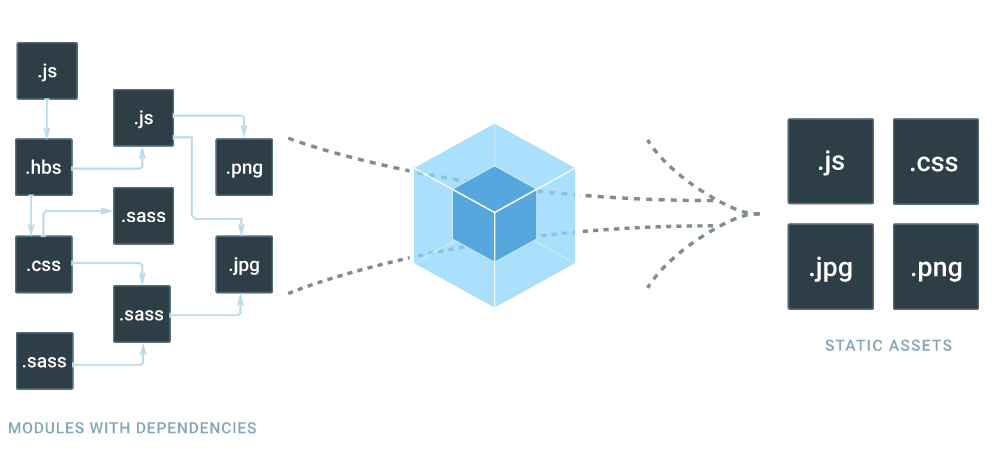 .js
.js
.hbs
.png
.sass
.css
.jpg
.sass
.sass
MODULES WITH DEPENDENCIES
.js
.css
.jpg
.png
STATIC ASSETS